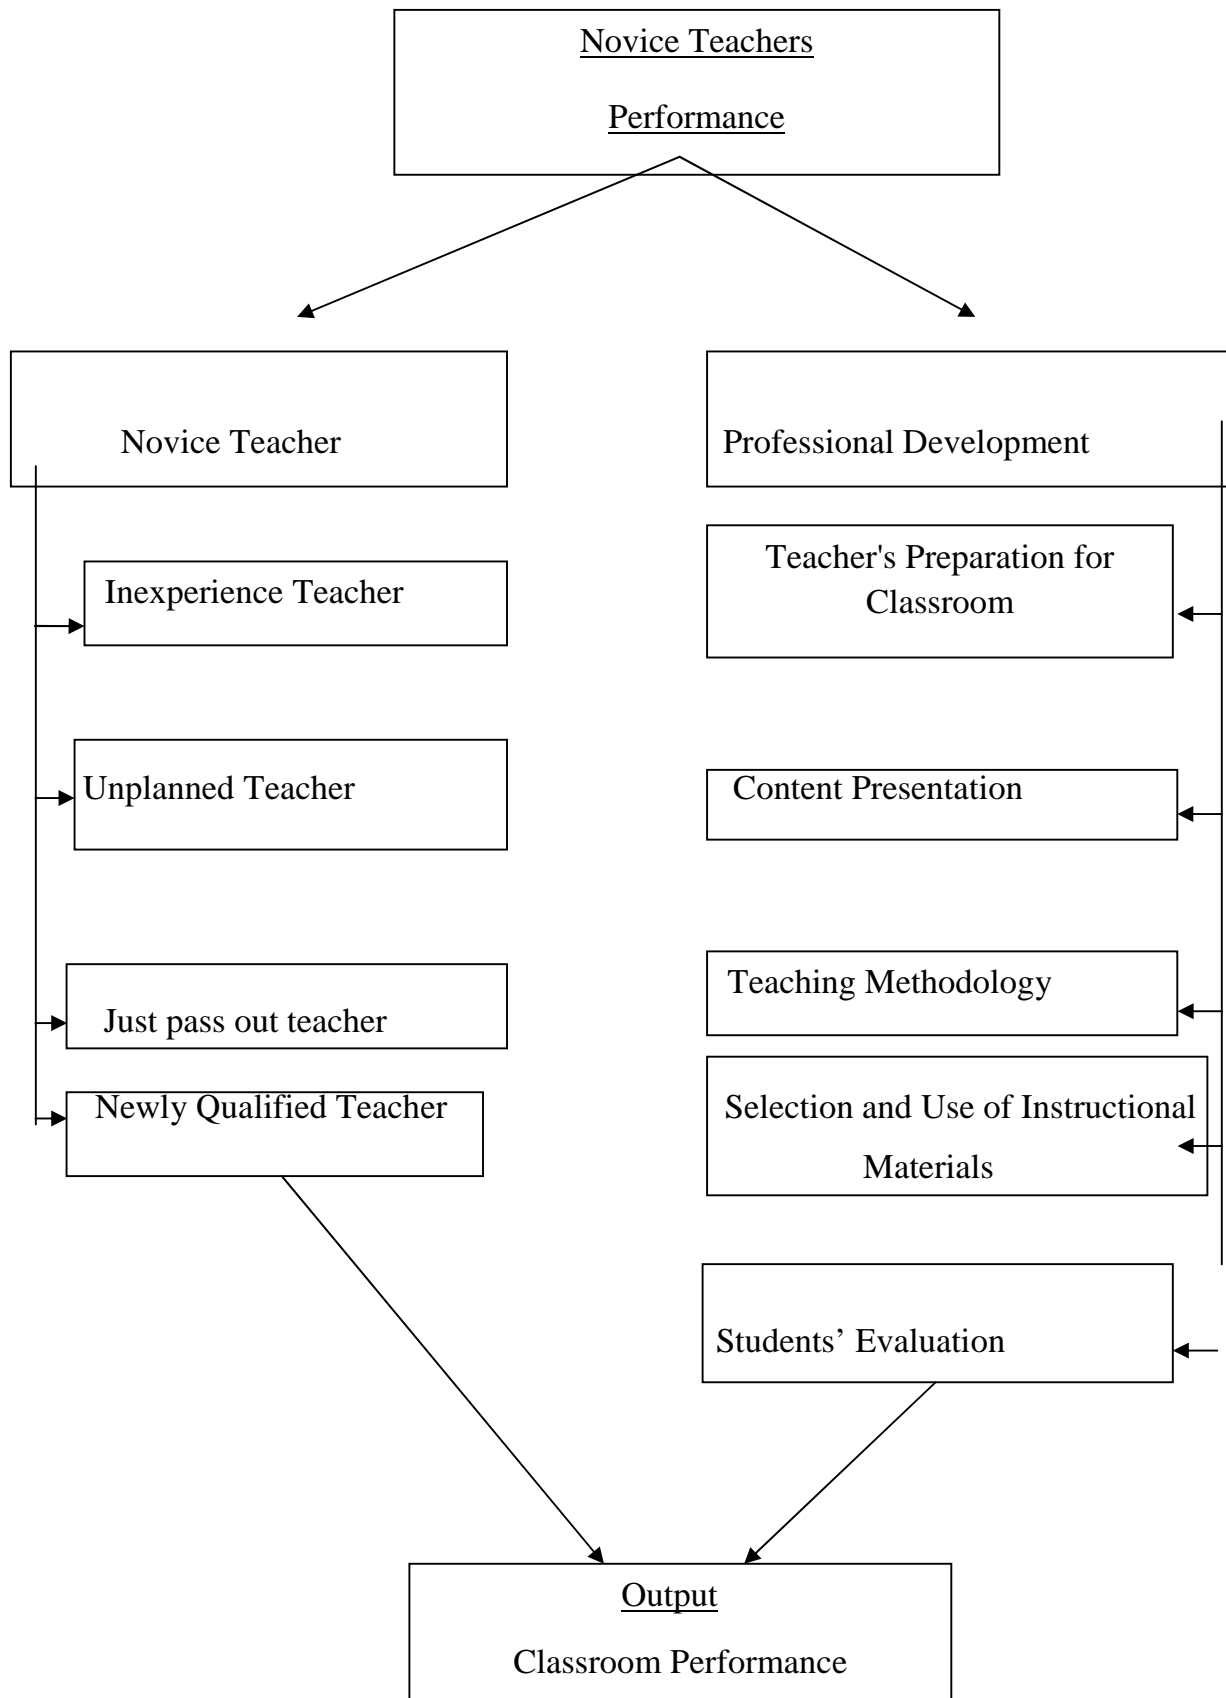 Novice Teachers
Performance
Novice Teacher
Professional Development
Inexperience Teacher
Teacher's Preparation for
Classroom
Unplanned Teacher
Content Presentation
Just pass out teacher
Teaching Methodology
Newly Qualified Teacher
Selection and Use of Instructional
Materials
Students’ Evaluation
Output
Classroom Performance